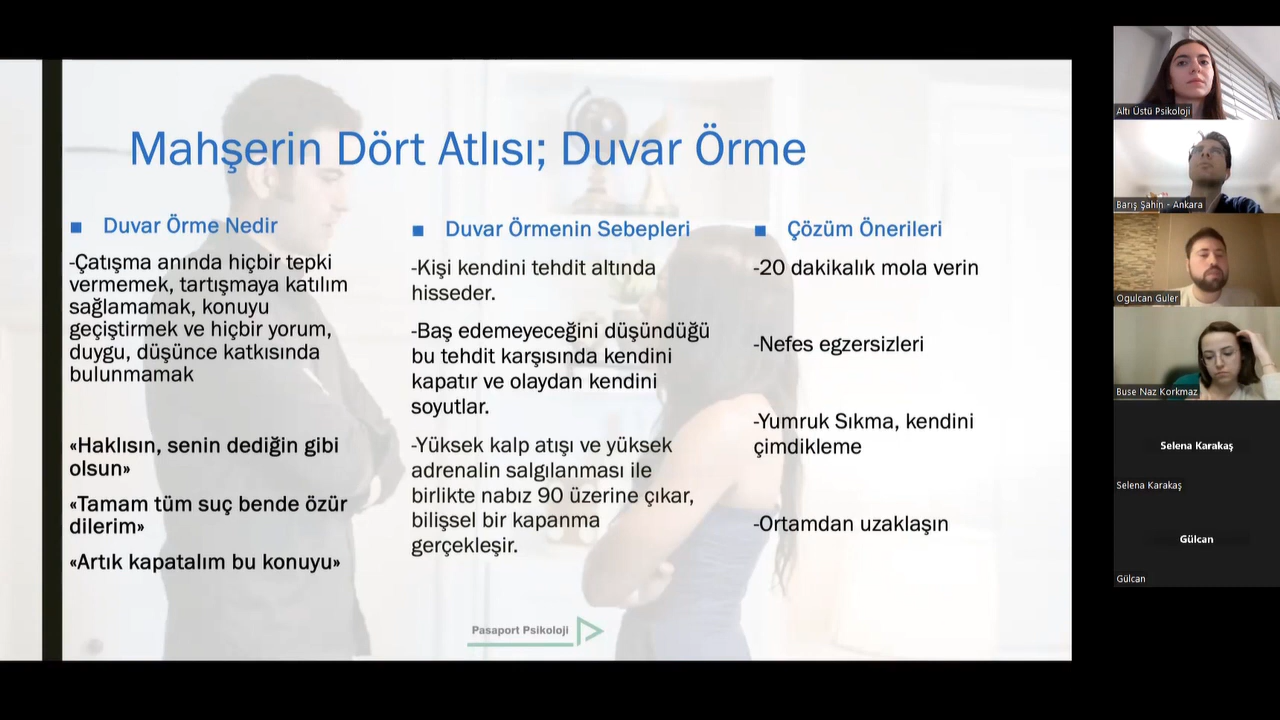 Mahşerin Dört Atlısı; Duvar Örme
Duvar Örme Nedir
-Çatışma anında hiçbir tepki
vermemek, tartışmaya katılım
sağlamamak, konuyu
geçiştirmek ve hiçbir yorum,
duygu, düşünce katkısında
bulunmamak
«Haklısın, senin dediğin gibi
olsun»
«Tamam tüm suç bende özür
dilerim»
«Artık kapatalım bu konuyu»
Duvar Örmenin Sebepleri
-Kişi kendini tehdit altında
hisseder.
-Baş edemeyeceğini düşündüğü
bu tehdit karşısında kendini
kapatır ve olaydan kendini
soyutlar.
-Yüksek kalp atışı ve yüksek
adrenalin salgılanması ile
birlikte nabız 90 üzerine çıkar,
bilişsel bir kapanma
gerçekleşir.
Çözüm Önerileri
-20 dakikalık mola verin
-Nefes egzersizleri
-Yumruk Sıkma, kendini
çimdikleme
-Ortamdan uzaklaşın
Pasaport Psikoloji
Altı Üstü Psikoloji
Barış Şahin - Ankara
Ogulcan Guler
Buse Naz Korkmaz
Selena Karakaş
Selena Karakaş
Gülcan
Gülcan